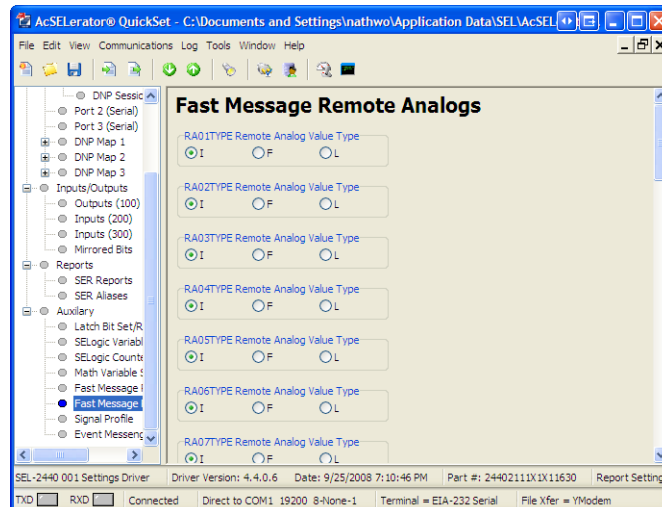 AcSELerator® QuickSet - C:\Documents and Settings\nathwo\Application Data\SEL\AcSEL
File Edit View Communications Log Tools Window Help
DNP Sessic
Port 2 (Serial)
Port 3 (Serial)
DNP Map 1
DNP Map 2
DNP Map 3
Inputs/Outputs
Outputs (100)
Inputs (200)
Inputs (300)
Mirrored Bits
Reports
SER Reports
SER Aliases
Auxilary
Latch Bit Set/R
SELogic Variabl
SELogic Counte
Math Variable S
Fast Message
Fast Message
Signal Profile
Event Messeng
Fast Message Remote Analogs
RA01TYPE Remote Analog Value Type
I F L
RA02TYPE Remote Analog Value Type
I F L
RA03TYPE Remote Analog Value Type
I F L
RA04TYPE Remote Analog Value Type
I F L
RA05TYPE Remote Analog Value Type
I F L
RA06TYPE Remote Analog Value Type
I F L
RA07TYPE Remote Analog Value Type
I F L
SEL-2440 001 Settings Driver Driver Version: 4.4.0.6 Date: 9/25/2008 7:10:46 PM Part #: 24402111X1X11630 Report Setting
TXD RXD Connected Direct to COM1 19200 8-None-1 Terminal = EIA-232 Serial File Xfer = YModem